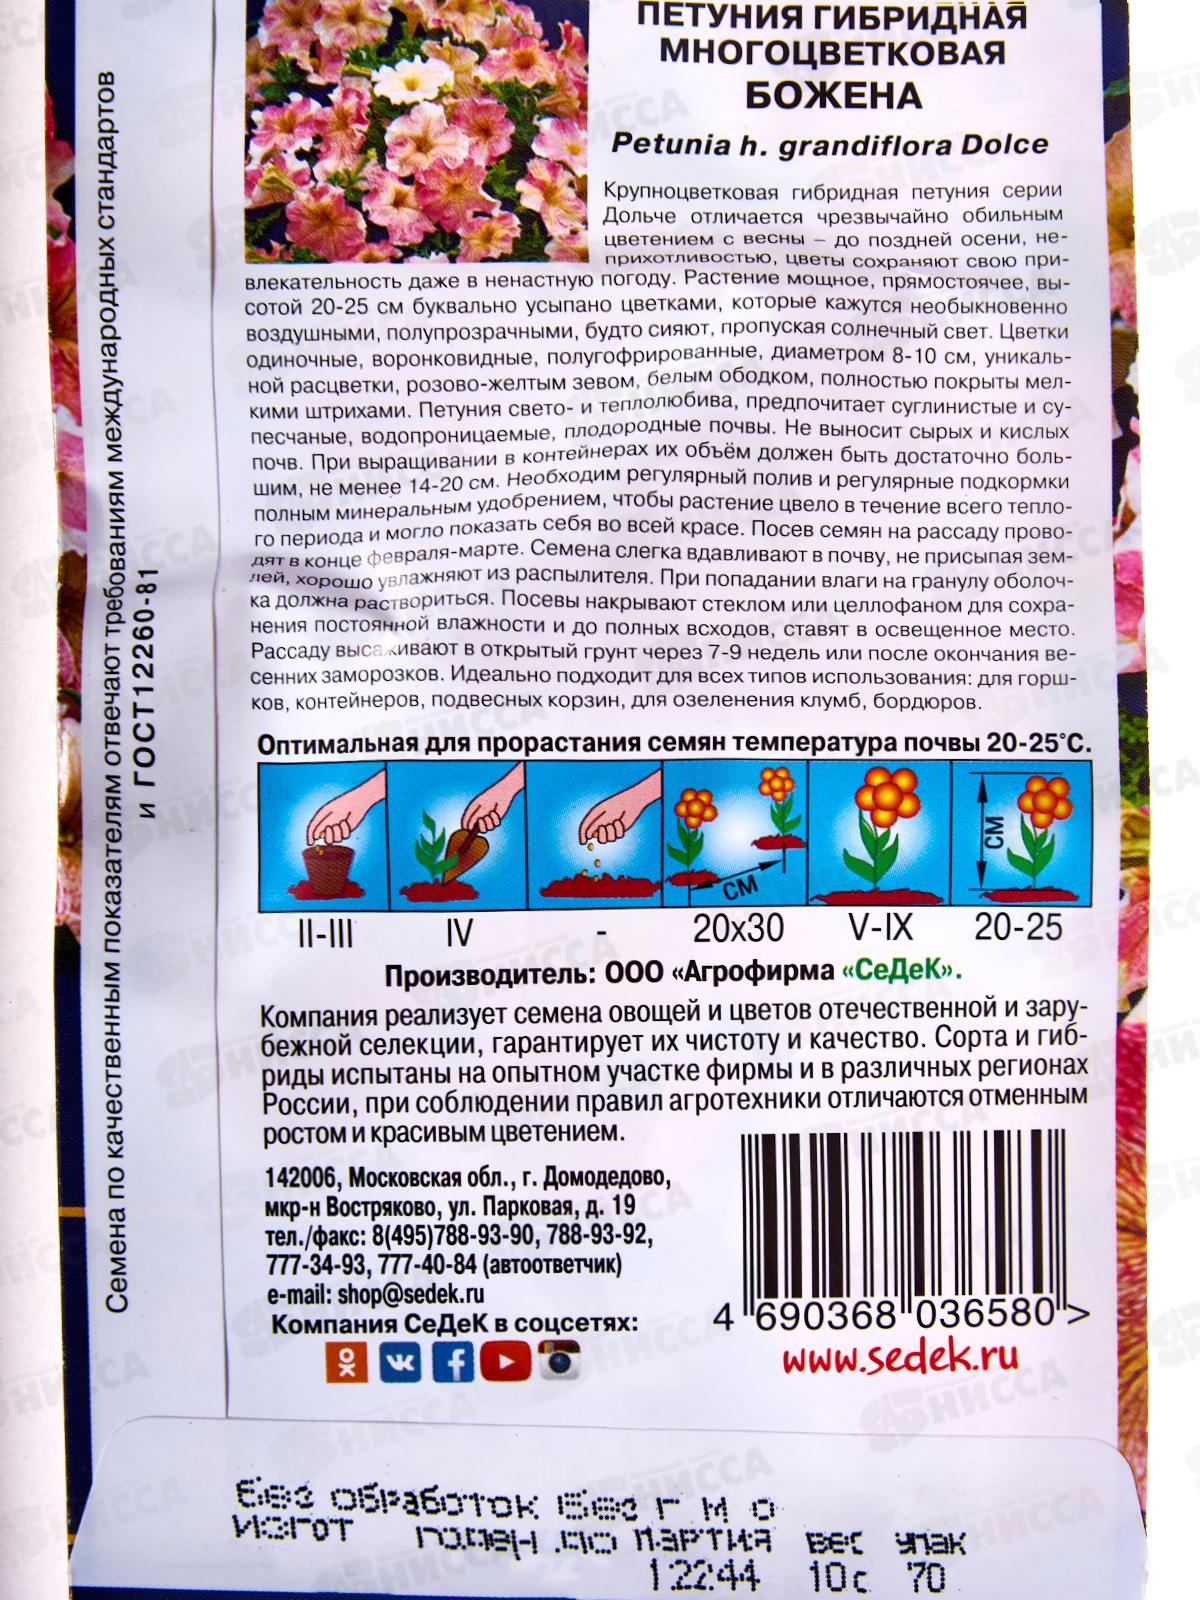 ПЕТУНИЯ ГИБРИДНАЯ
МНОГОЦВЕТКОВАЯ
БОЖЕНА
Petunia h. grandiflora Dolce
Крупноцветковая гибридная петуния серии
Дольче отличается чрезвычайно обильным
цветением с весны – до поздней осени, не-
прихотливостью, цветы сохраняют свою при-
влекательность даже в ненастную погоду. Растение мощное, прямостоячее, вы-
сотой 20-25 см буквально усыпано цветками, которые кажутся необыкновенно
воздушными, полупрозрачными, будто сияют, пропуская солнечный свет. Цветки
одиночные, воронковидные, полугофрированные, диаметром 8-10 см, уникаль-
ной расцветки, розово-желтым зевом, белым ободком, полностью покрыты мел-
кими штрихами. Петуния свето- и теплолюбива, предпочитает суглинистые и су-
песчаные, водопроницаемые, плодородные почвы. Не выносит сырых и кислых
почв. При выращивании в контейнерах их объём должен быть достаточно боль-
шим, не менее 14-20 см. Необходим регулярный полив и регулярные подкормки
полным минеральным удобрением, чтобы растение цвело в течение всего тепло-
го периода и могло показать себя во всей красе. Посев семян на рассаду прово-
дят в конце февраля-марте. Семена слегка вдавливают в почву, не присыпая зем-
лей, хорошо увлажняют из распылителя. При попадании влаги на гранулу оболоч-
ка должна раствориться. Посевы накрывают стеклом или целлофаном для сохра-
нения постоянной влажности и до полных всходов, ставят в освещенное место.
Рассаду высаживают в открытый грунт через 7-9 недель или после окончания ве-
сенних заморозков. Идеально подходит для всех типов использования: для горш-
ков, контейнеров, подвесных корзин, для озеленения клумб, бордюров.
Оптимальная для прорастания семян температура почвы 20-25°С.
СМ СМ
II-III IV - 20x30 V-IX 20-25
Производитель: ООО «Агрофирма «СеДеК».
Компания реализует семена овощей и цветов отечественной и зару-
бежной селекции, гарантирует их чистоту и качество. Сорта и гиб-
риды испытаны на опытном участке фирмы и в различных регионах
России, при соблюдении правил агротехники отличаются отменным
ростом и красивым цветением.
142006, Московская обл., г. Домодедово,
мкр-н Востряково, ул. Парковая, д. 19
тел./факс: 8(495)788-93-90, 788-93-92,
777-34-93, 777-40-84 (автоответчик)
e-mail: shop@sedek.ru
Компания СеДеК в соцсетях:
4 690368 036580 >
www.sedek.ru
Семена по качественным показателям отвечают требованиям международных стандартов
и ГОСТ12260-81
Без обработок Без Г М О
ИЗГОТ ГОДЕН ДО ПАРТИЯ ВЕС УПАК
12244 10с 70
БНИССА